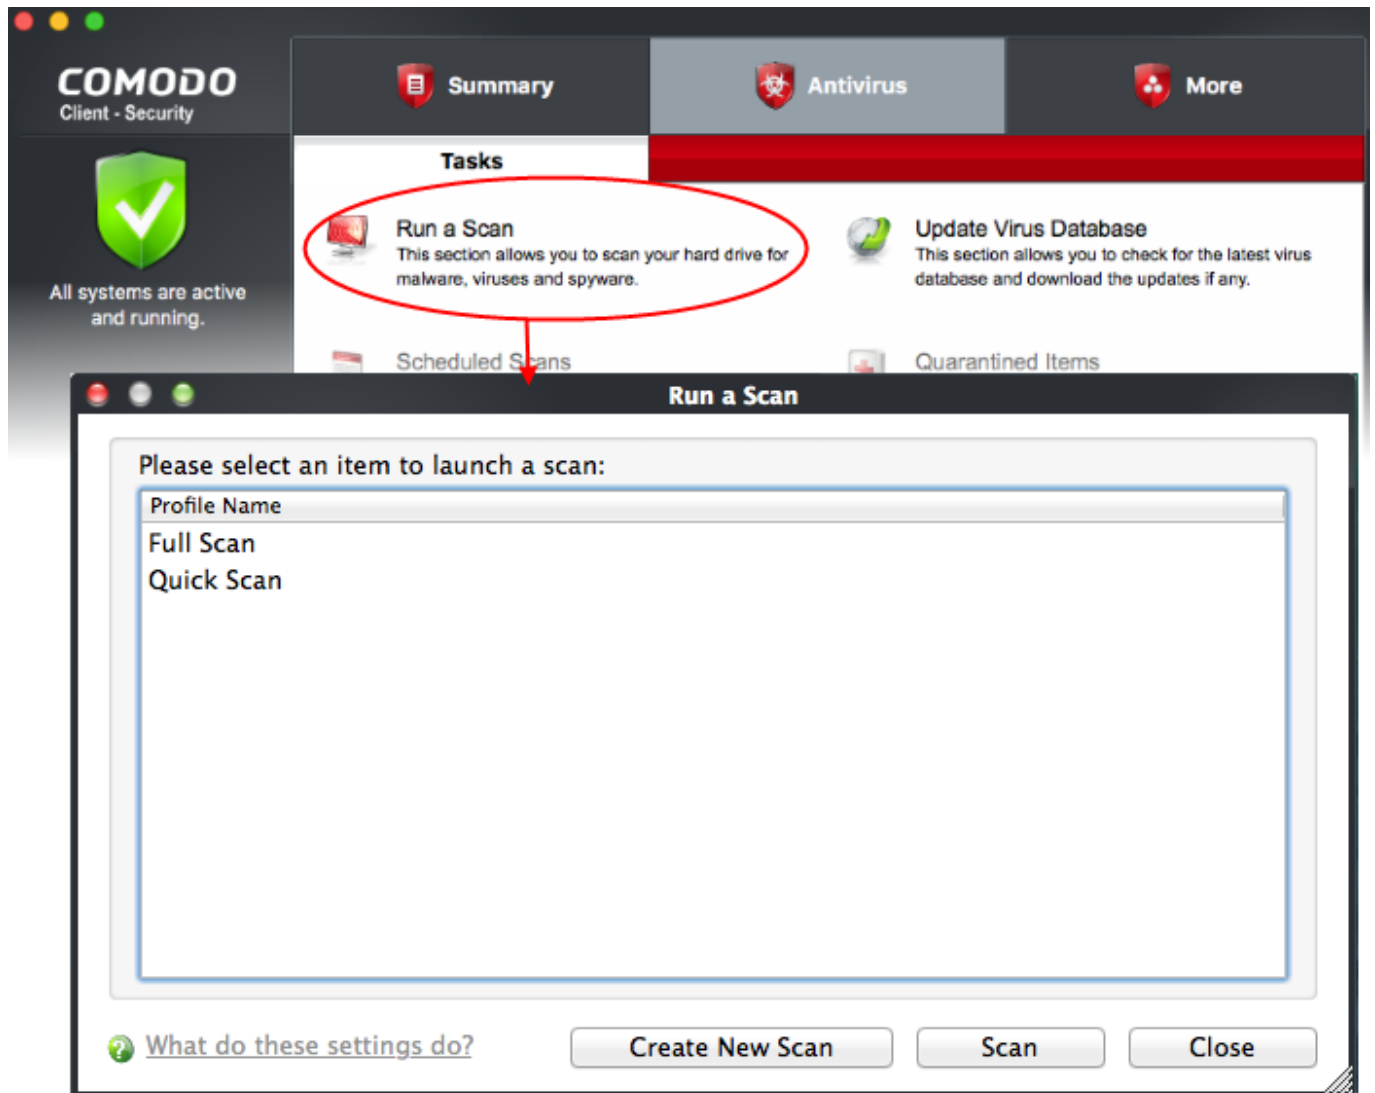 COMODO
Client - Security
Summary
Antivirus
More
Tasks
All systems are active
and running.
Run a Scan
This section allows you to scan your hard drive for
malware, viruses and spyware.
Update Virus Database
This section allows you to check for the latest virus
database and download the updates if any.
Scheduled Scans
Quarantined Items
Run a Scan
Please select an item to launch a scan:
Profile Name
Full Scan
Quick Scan
What do these settings do?
Create New Scan
Scan
Close